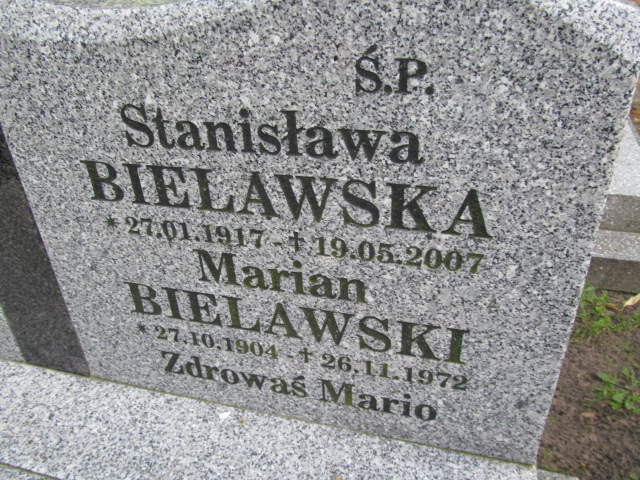 Ś.P.
Stanisława
BIELAWSKA
* 27.01.1917 - † 19.05.2007
Marian
BIELAWSKI
* 27.10.1904 - † 26.11.1972
Zdrowaś Mario